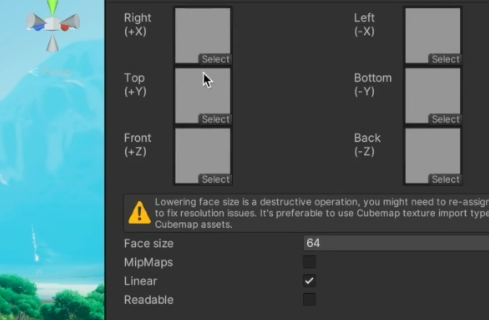 Right Left
(+X) (-X)
Select Select
Top Bottom
(+Y) (-Y)
Select Select
Front Back
(+Z) (-Z)
Select Select
Lowering face size is a destructive operation, you might need to re-assign
to fix resolution issues. It's preferable to use Cubemap texture import type
Cubemap assets.
Face size 64
MipMaps
Linear
Readable